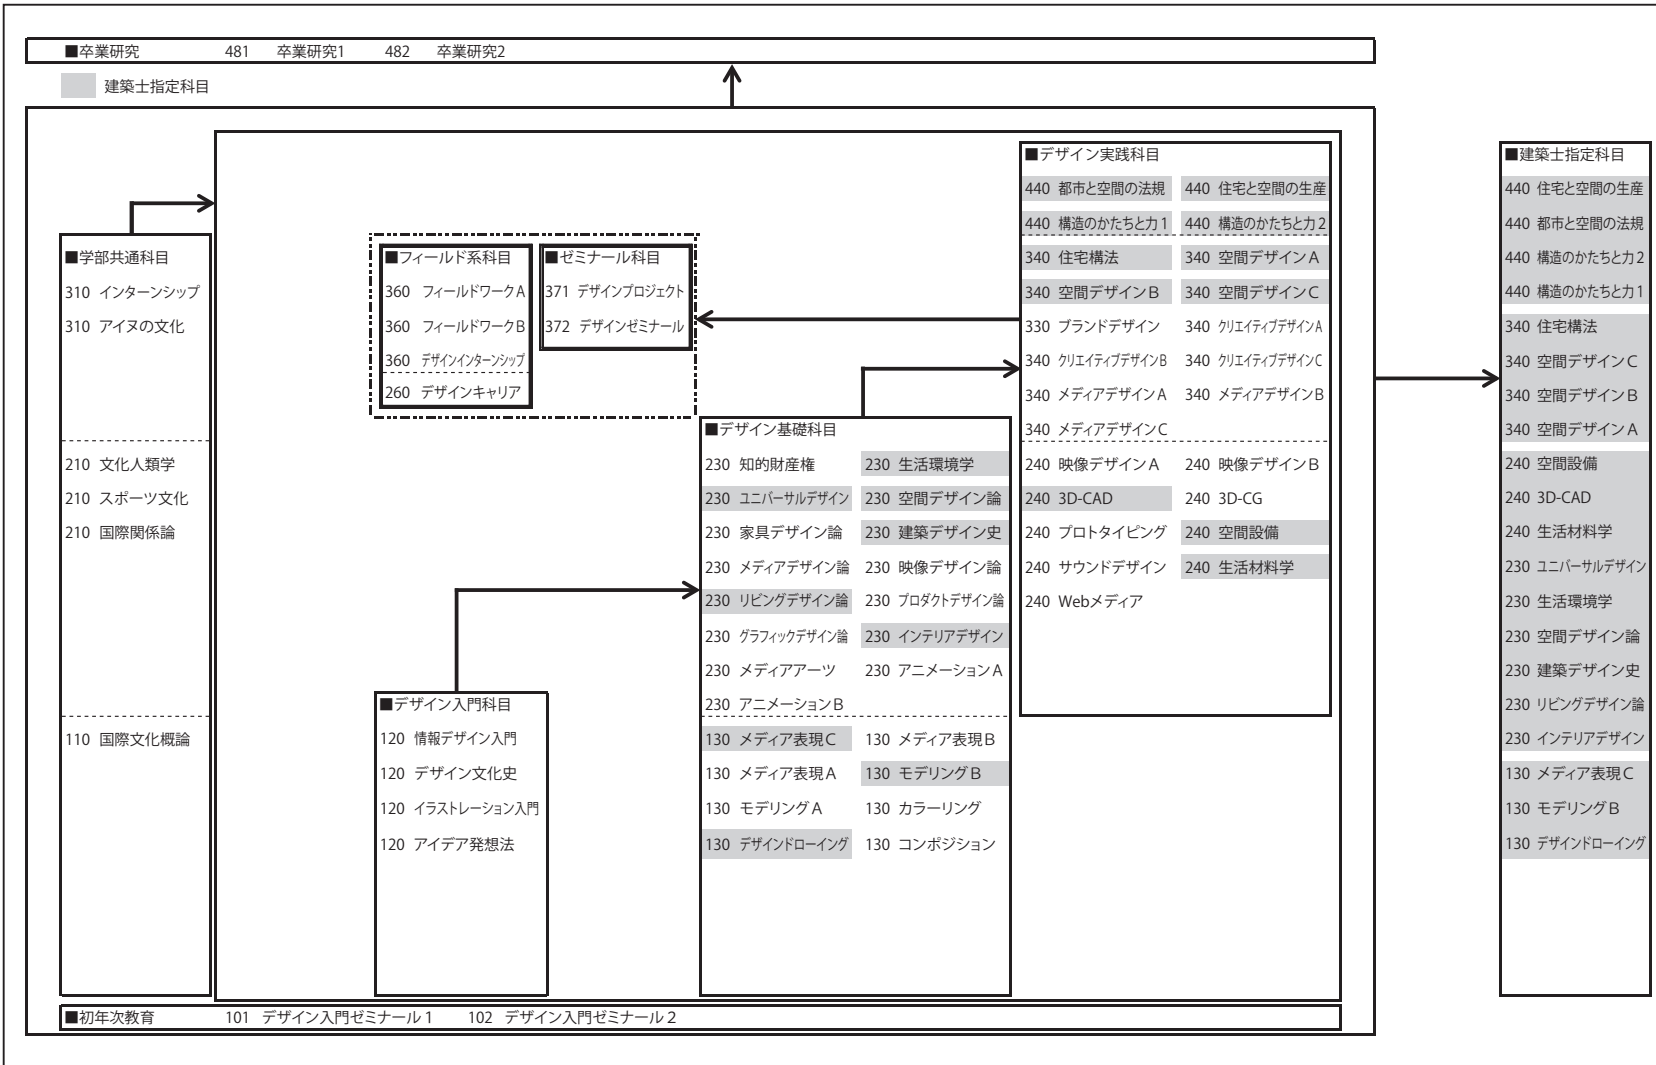 ■卒業研究 481 卒業研究1 482 卒業研究2
建築士指定科目
■学部共通科目
310 インターンシップ
310 アイヌの文化
210 文化人類学
210 スポーツ文化
210 国際関係論
110 国際文化概論
■フィールド系科目
360 フィールドワークA
360 フィールドワークB
360 デザインインターンシップ
260 デザインキャリア
■ゼミナール科目
371 デザインプロジェクト
372 デザインゼミナール
■デザイン入門科目
120 情報デザイン入門
120 デザイン文化史
120 イラストレーション入門
120 アイデア発想法
■デザイン基礎科目
230 知的財産権 230 生活環境学
230 ユニバーサルデザイン 230 空間デザイン論
230 家具デザイン論 230 建築デザイン史
230 メディアデザイン論 230 映像デザイン論
230 リビングデザイン論 230 プロダクトデザイン論
230 グラフィックデザイン論 230 インテリアデザイン
230 メディアアーツ 230 アニメーションA
230 アニメーションB
130 メディア表現C 130 メディア表現B
130 メディア表現A 130 モデリングB
130 モデリングA 130 カラーリング
130 デザインドローイング 130 コンポジション
■デザイン実践科目
440 都市と空間の法規 440 住宅と空間の生産
440 構造のかたちと力1 440 構造のかたちと力2
340 住宅構法 340 空間デザインA
340 空間デザインB 340 空間デザインC
330 ブランドデザイン 340 クリエイティブデザインA
340 クリエイティブデザインB 340 クリエイティブデザインC
340 メディアデザインA 340 メディアデザインB
340 メディアデザインC
240 映像デザインA 240 映像デザインB
240 3D-CAD 240 3D-CG
240 プロトタイピング 240 空間設備
240 サウンドデザイン 240 生活材料学
240 Webメディア
■建築士指定科目
440 住宅と空間の生産
440 都市と空間の法規
440 構造のかたちと力2
440 構造のかたちと力1
340 住宅構法
340 空間デザインC
340 空間デザインB
340 空間デザインA
240 空間設備
240 3D-CAD
240 生活材料学
230 ユニバーサルデザイン
230 生活環境学
230 空間デザイン論
230 建築デザイン史
230 リビングデザイン論
230 インテリアデザイン
130 メディア表現C
130 モデリングB
130 デザインドローイング
■初年次教育 101 デザイン入門ゼミナール1 102 デザイン入門ゼミナール2